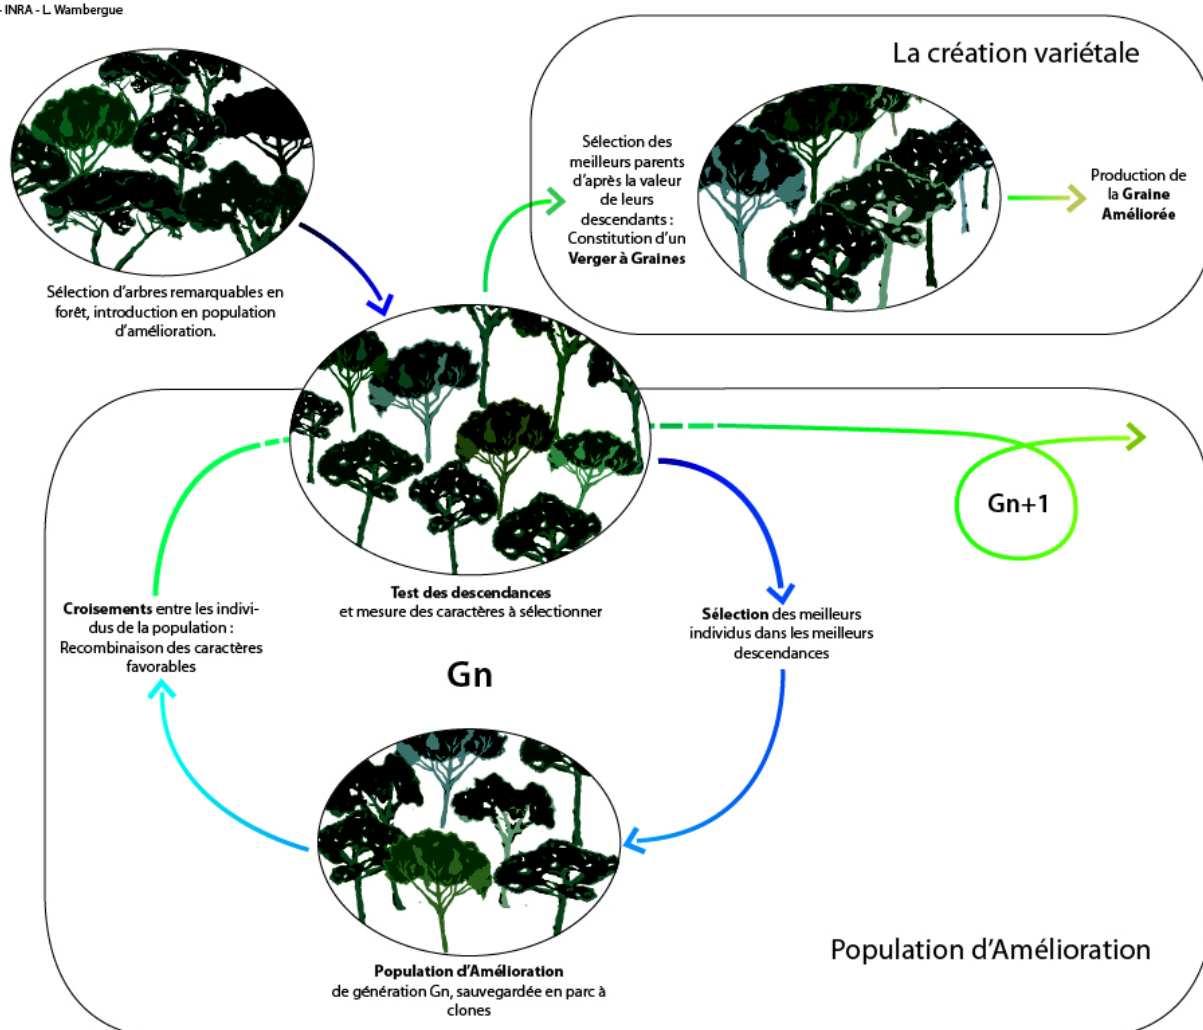 - INRA - L. Wambergue
La création variétale
Sélection des
meilleurs parents
d'après la valeur
de leurs
descendants :
Constitution d'un
Verger à Graines
Production de
la Graine
Améliorée
Sélection d'arbres remarquables en
forêt, introduction en population
d'amélioration.
Gn+1
Test des descendances
et mesure des caractères à sélectionner
Croisements entre les indivi-
dus de la population :
Recombinaison des caractères
favorables
Sélection des meilleurs
individus dans les meilleurs
descendances
Gn
Population d'Amélioration
Population d'Amélioration
de génération Gn, sauvegardée en parc à
clones